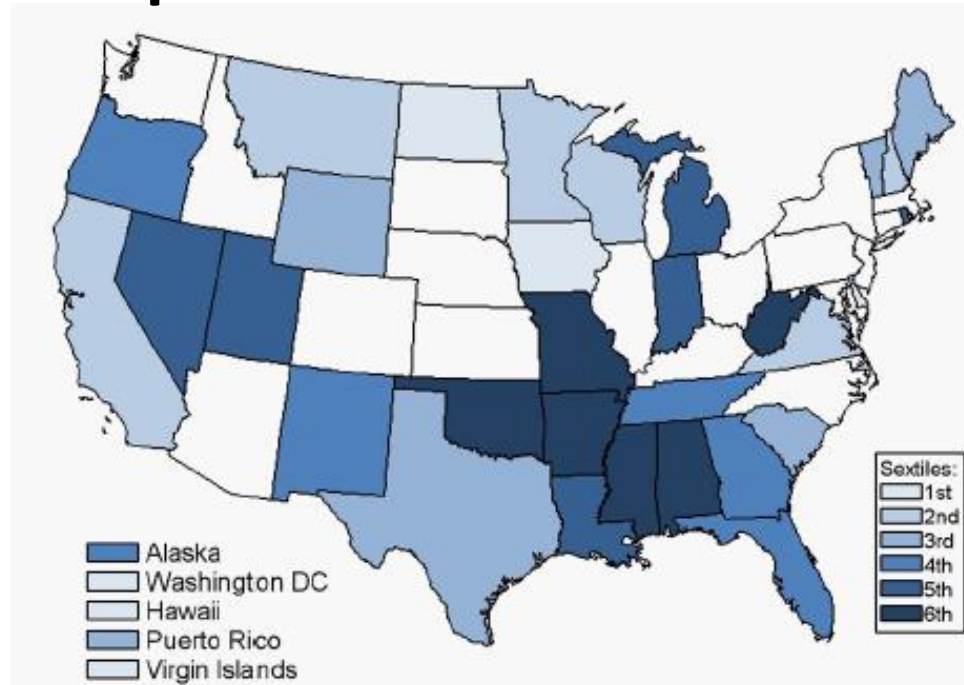 Alaska
Washington DC
Hawaii
Puerto Rico
Virgin Islands
Sextiles:
1st
2nd
3rd
4th
5th
6th